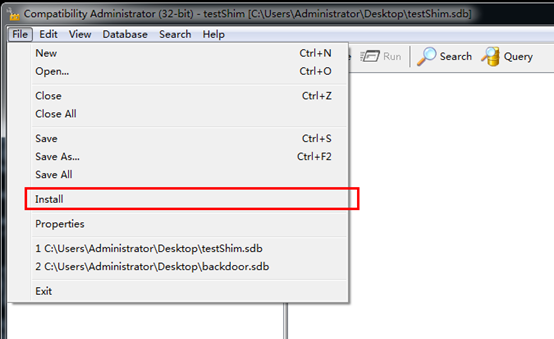 Compatibility Administrator (32-bit) - testShim [C:\Users\Administrator\Desktop\testShim.sdb]
File Edit View Database Search Help
Run Search Query
New Ctrl+N
Open... Ctrl+O
Close Ctrl+Z
Close All
Save Ctrl+S
Save As... Ctrl+F2
Save All
Install
Properties
1 C:\Users\Administrator\Desktop\testShim.sdb
2 C:\Users\Administrator\Desktop\backdoor.sdb
Exit